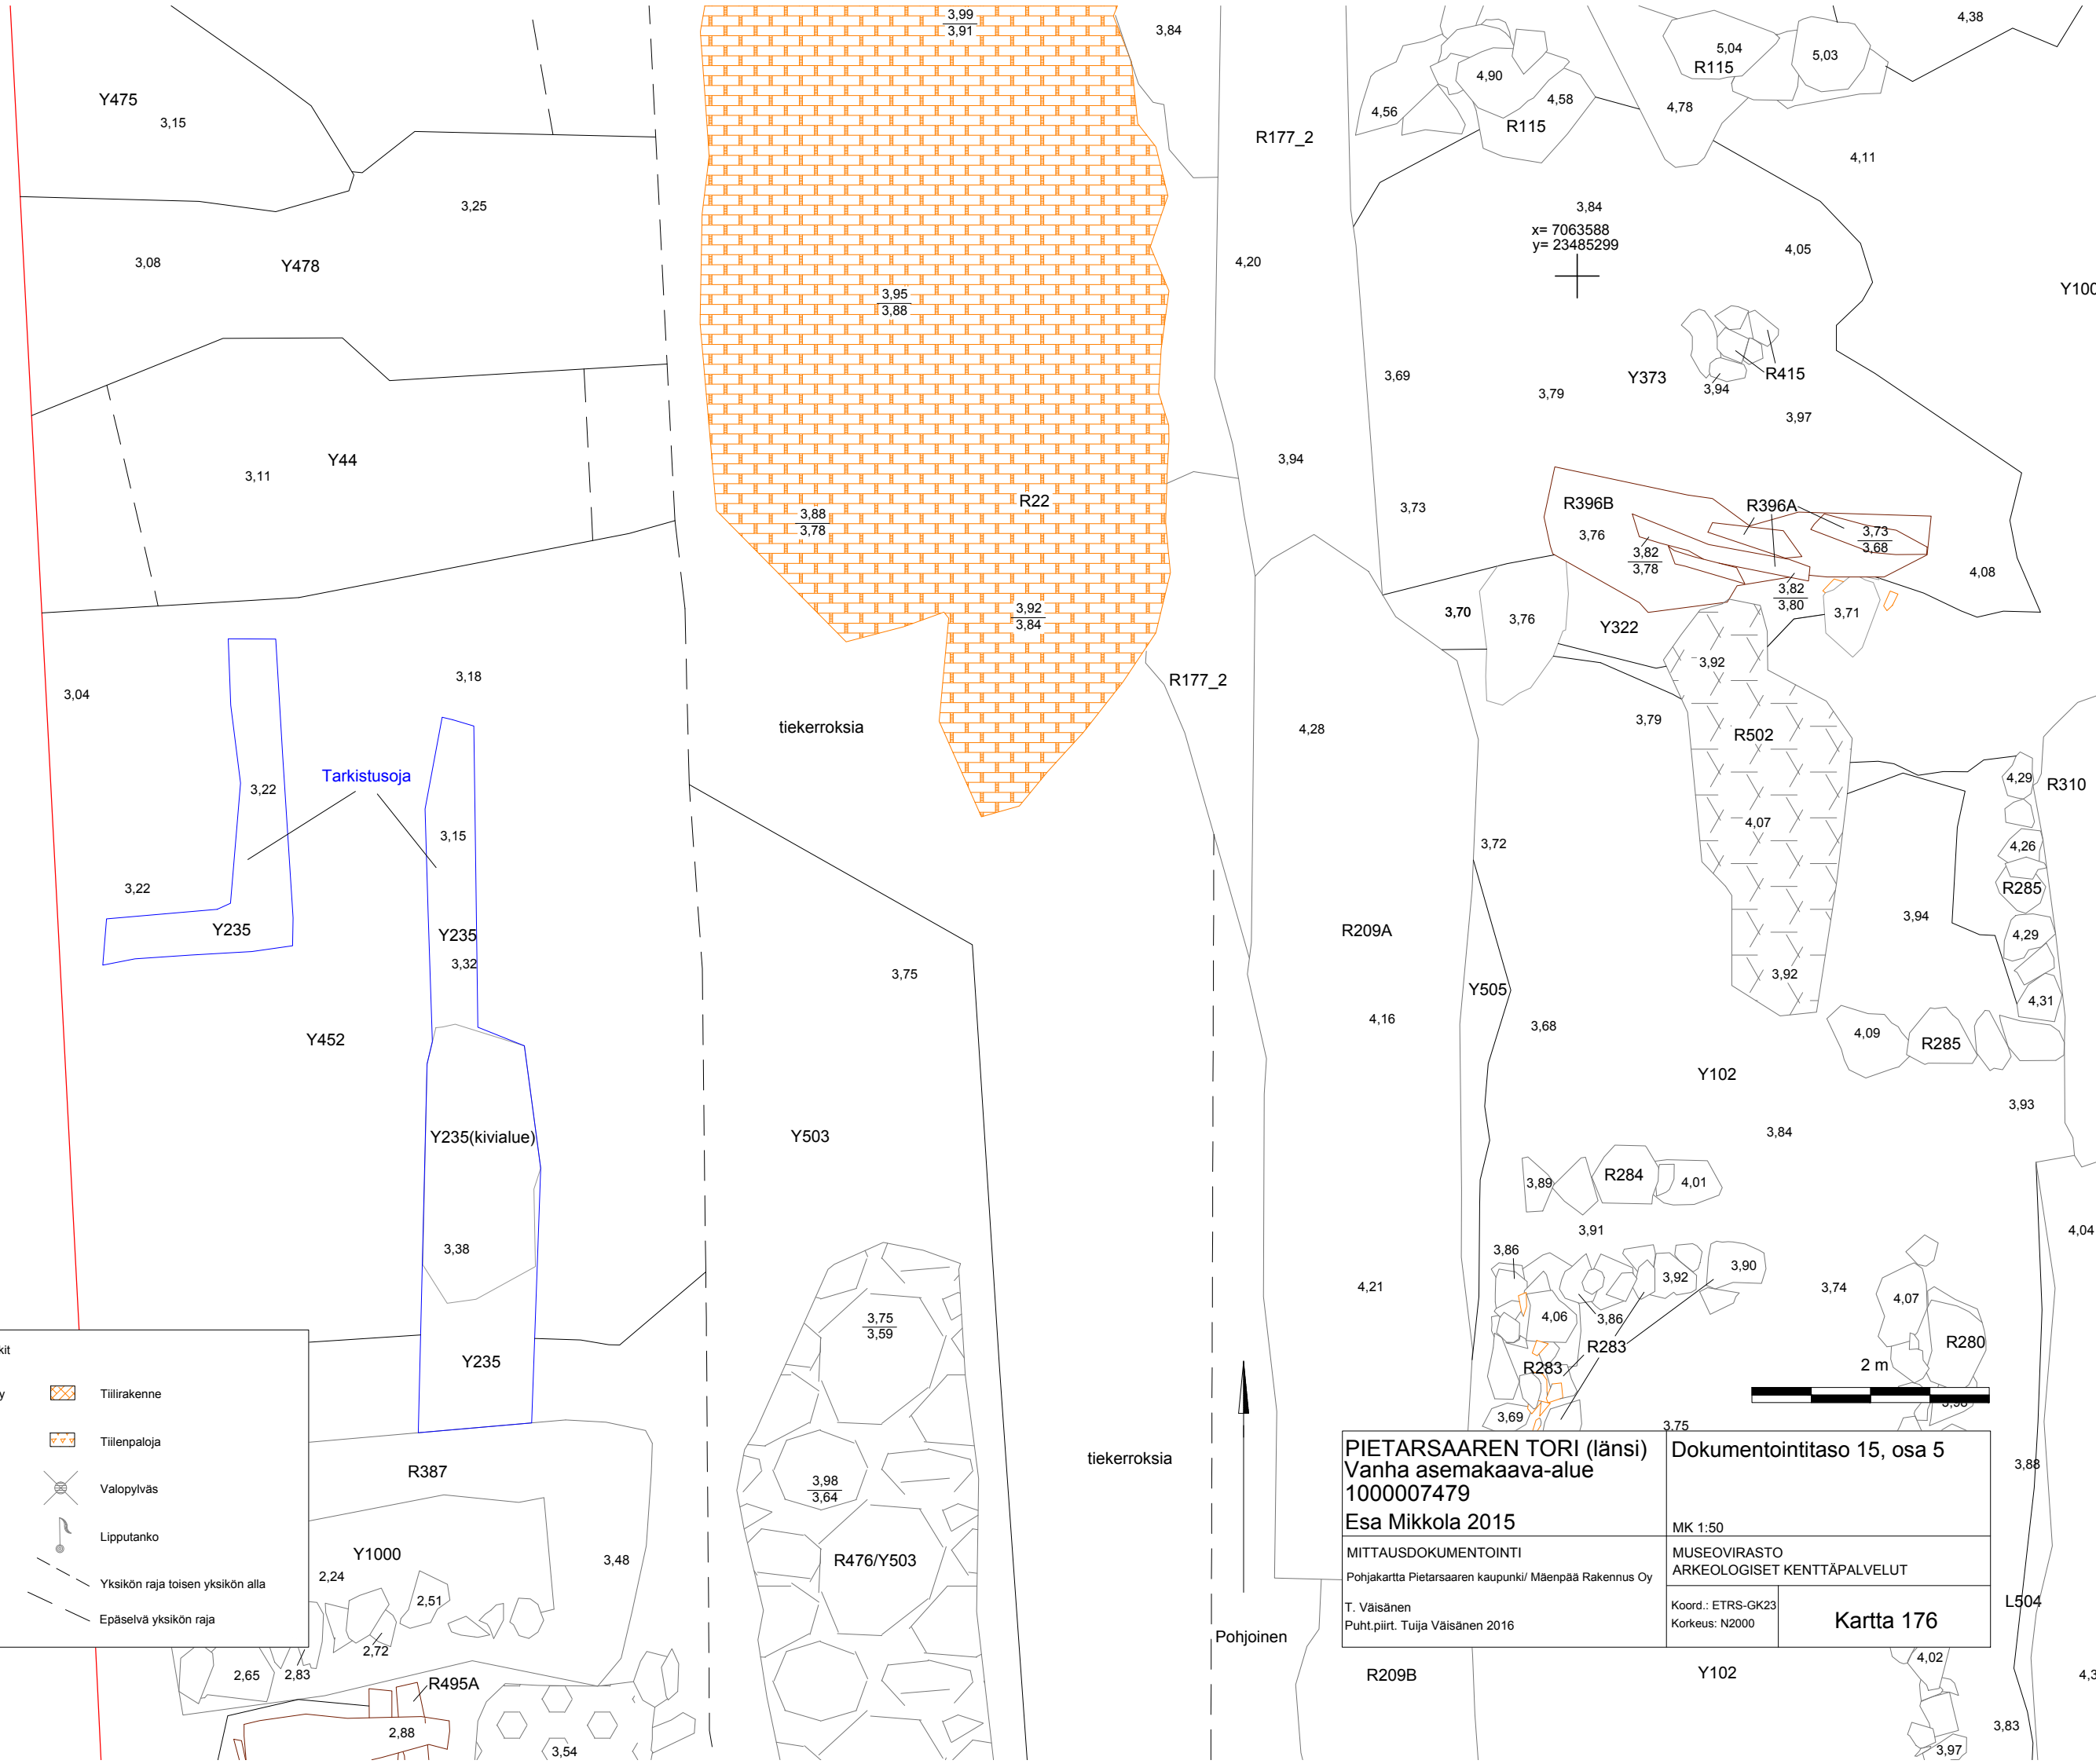 3,99
3,91
3,84
4,38
5,04
5,03
R115
4,90
4,58
4,56
4,78
R115
Y475
3,15
R177_2
4,11
3,25
3,84
x= 7063588
y= 23485299
4,05
3,08
Y478
4,20
3,95
3,88
3,69
3,79
Y373
R415
3,94
3,97
Y44
3,11
3,94
R22
3,88
3,78
3,73
R396B
R396A
3,76
3,73
3,68
3,82
3,78
4,08
3,82
3,80
3,92
3,84
3,70
3,76
Y322
3,71
3,92
3,04
3,18
R177_2
tiekerroksia
4,28
3,79
R502
Tarkistusoja
3,22
4,29
R310
3,15
4,07
3,72
4,26
3,22
R285
3,94
Y235
Y235
R209A
4,29
3,32
3,75
3,92
Y505
4,31
Y452
4,16
3,68
4,09
R285
Y102
3,93
Y235(kivialue)
Y503
3,84
3,89
R284
4,01
3,91
4,04
3,38
3,86
3,92
3,90
4,21
3,74
4,07
3,75
3,59
4,06
3,86
R283
R280
Y235
R283
2 m
3,69
3,75
kit
y
Tiilirakenne
Tiilenpaloja
Valopylväs
Lipputanko
Yksikön raja toisen yksikön alla
Epäselvä yksikön raja
R387
tiekerroksia
3,98
3,64
Y1000
3,48
R476/Y503
2,24
2,51
2,72
2,65
2,83
R495A
2,88
3,54
Pohjoinen
PIETARSAAREN TORI (länsi)
Vanha asemakaava-alue
1000007479
Esa Mikkola 2015
Dokumentointitaso 15, osa 5
MK 1:50
MITTAUSDOKUMENTOINTI
Pohjakartta Pietarsaaren kaupunki/ Mäenpää Rakennus Oy
T. Väisänen
Puht.piirt. Tuija Väisänen 2016
MUSEOVIRASTO
ARKEOLOGISET KENTTÄPALVELUT
Koord.: ETRS-GK23
Korkeus: N2000
Kartta 176
3,88
L504
4,02
R209B
Y102
3,83
3,97